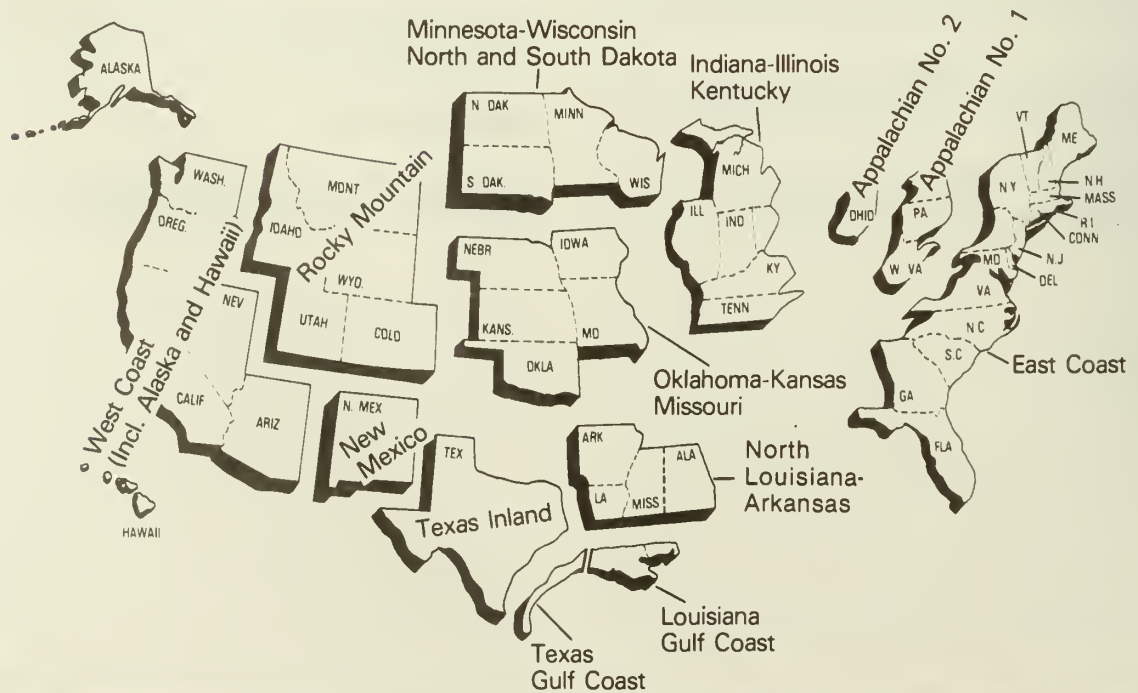 ALASKA
Minnesota-Wisconsin
North and South Dakota
N DAK
MINN
S DAK.
WIS
Indiana-Illinois
Kentucky
MICH
ILL
IND
KY
TENN
Appalachian No. 2
OHIO
Appalachian No. 1
PA
W VA
VT
ME
N Y
N H
MASS
R I
CONN
N.J
MD
DEL
VA
N C
S.C
GA
FLA
East Coast
WASH.
OREG.
NEV
CALIF
ARIZ
West Coast
(Incl. Alaska and Hawaii)
HAWAII
MONT
IDAHO
WYO.
UTAH
COLO
Rocky Mountain
NEBR
IOWA
KANS.
MO
OKLA
Oklahoma-Kansas
Missouri
N. MEX
New
Mexico
TEX
Texas Inland
ARK
LA
MISS
ALA
North
Louisiana-
Arkansas
Louisiana
Gulf Coast
Texas
Gulf Coast